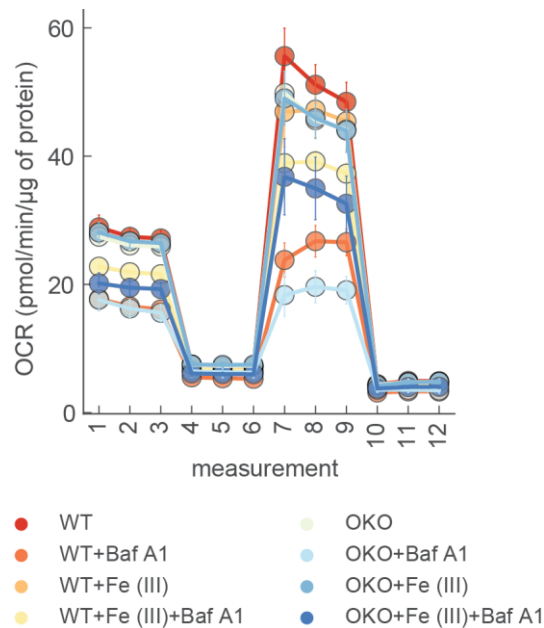 60
40
20
0
OCR (pmol/min/µg of protein)
1 2 3 4 5 6 7 8 9 10 11 12
measurement
WT
WT+Baf A1
WT+Fe (III)
WT+Fe (III)+Baf A1
OKO
OKO+Baf A1
OKO+Fe (III)
OKO+Fe (III)+Baf A1